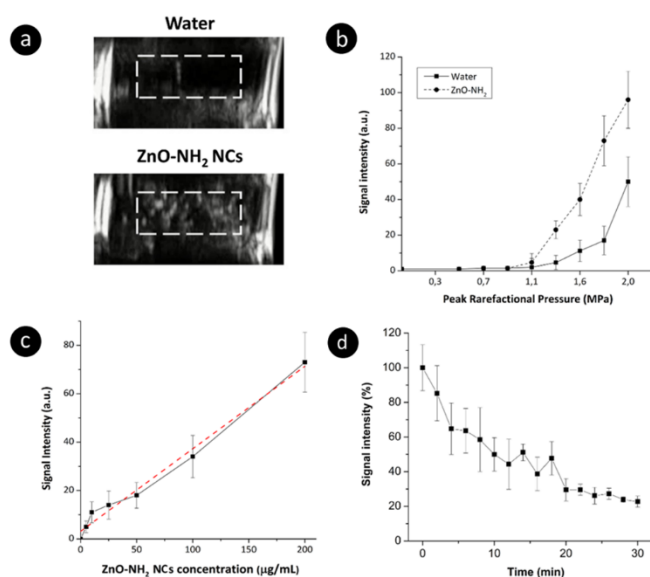 a
Water
ZnO-NH₂ NCs
b
Signal intensity (a.u.)
120
100
80
60
40
20
0
Water
ZnO-NH₂
0,3
0,7
1,1
1,6
2,0
Peak Rarefactional Pressure (MPa)
c
Signal Intensity (a.u.)
80
60
40
20
0
0
50
100
150
200
ZnO-NH₂ NCs concentration (µg/mL)
d
Signal intensity (%)
120
100
80
60
40
20
0
0
10
20
30
Time (min)